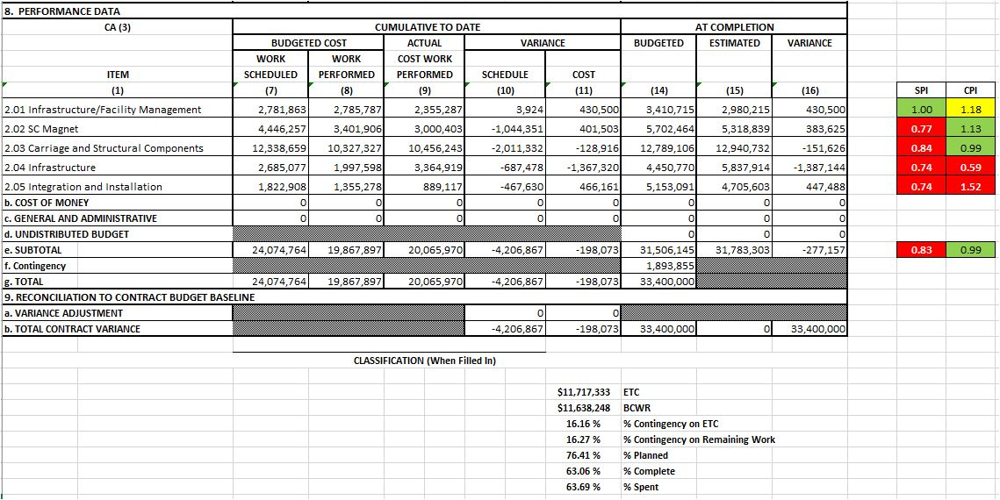 8. PERFORMANCE DATA
CA (3) CUMULATIVE TO DATE AT COMPLETION
BUDGETED COST ACTUAL VARIANCE BUDGETED ESTIMATED VARIANCE
WORK WORK COST WORK
ITEM SCHEDULED PERFORMED PERFORMED SCHEDULE COST
(1) (7) (8) (9) (10) (11) (14) (15) (16) SPI CPI
2.01 Infrastructure/Facility Management 2,781,863 2,785,787 2,355,287 3,924 430,500 3,410,715 2,980,215 430,500 1.00 1.18
2.02 SC Magnet 4,446,257 3,401,906 3,000,403 -1,044,351 401,503 5,702,464 5,318,839 383,625 0.77 1.13
2.03 Carriage and Structural Components 12,338,659 10,327,327 10,456,243 -2,011,332 -128,916 12,789,106 12,940,732 -151,626 0.84 0.99
2.04 Infrastructure 2,685,077 1,997,598 3,364,919 -687,478 -1,367,320 4,450,770 5,837,914 -1,387,144 0.74 0.59
2.05 Integration and Installation 1,822,908 1,355,278 889,117 -467,630 466,161 5,153,091 4,705,603 447,488 0.74 1.52
b. COST OF MONEY 0 0 0 0 0 0 0 0
c. GENERAL AND ADMINISTRATIVE 0 0 0 0 0 0 0 0
d. UNDISTRIBUTED BUDGET 0 0 0
e. SUBTOTAL 24,074,764 19,867,897 20,065,970 -4,206,867 -198,073 31,506,145 31,783,303 -277,157 0.83 0.99
f. Contingency 1,893,855
g. TOTAL 24,074,764 19,867,897 20,065,970 -4,206,867 -198,073 33,400,000
9. RECONCILIATION TO CONTRACT BUDGET BASELINE
a. VARIANCE ADJUSTMENT 0 0
b. TOTAL CONTRACT VARIANCE -4,206,867 -198,073 33,400,000 0 33,400,000
CLASSIFICATION (When Filled In)
$11,717,333 ETC
$11,638,248 BCWR
16.16 % % Contingency on ETC
16.27 % % Contingency on Remaining Work
76.41 % % Planned
63.06 % % Complete
63.69 % % Spent